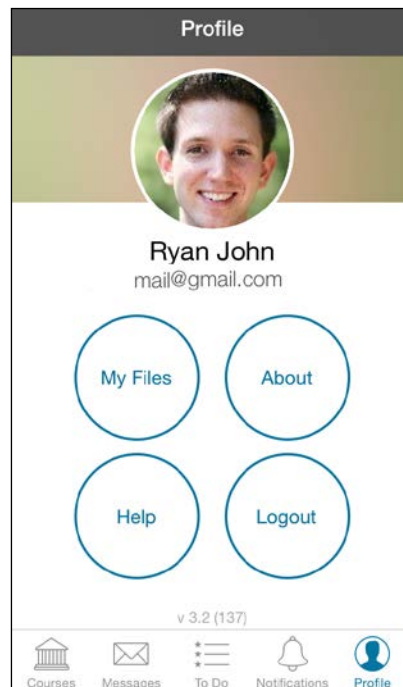 Profile
Ryan John
mail@gmail.com
My Files About
Help Logout
v 3.2 (137)
Courses Messages To Do Notifications Profile